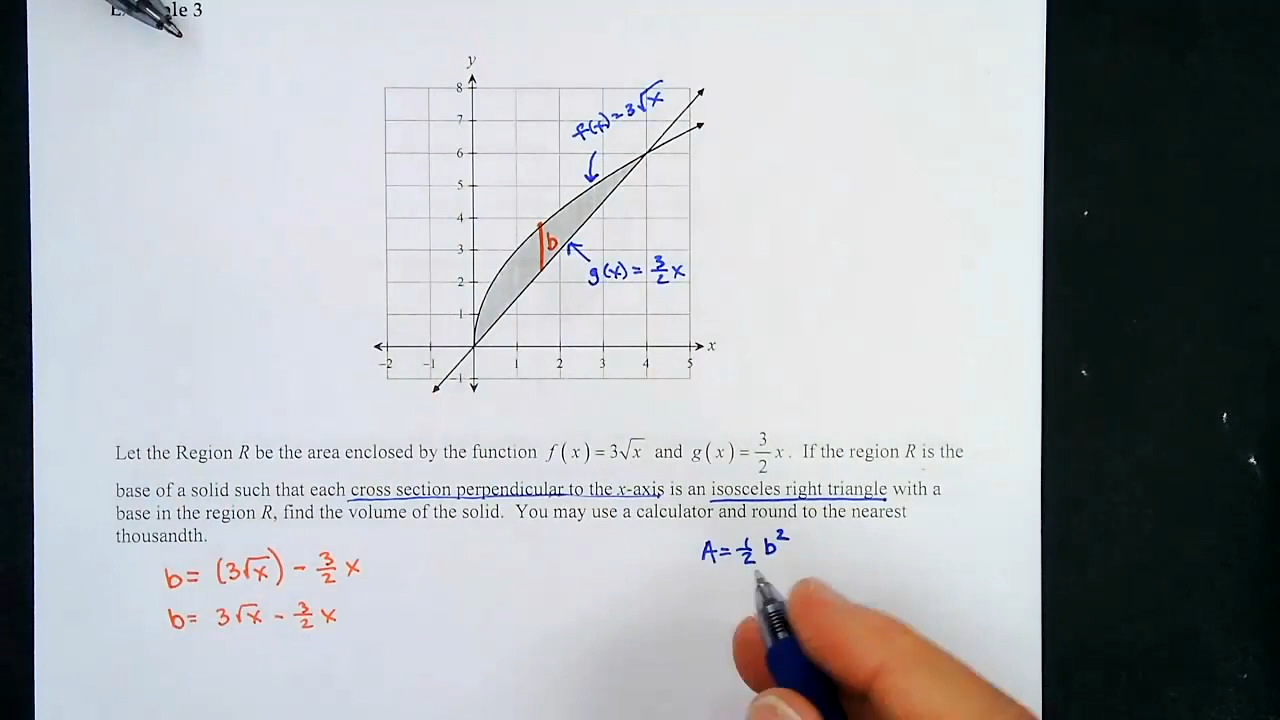 le 3
y
8
7
6
5
4
3
2
1
-1
-2 -1 1 2 3 4 5 x
f(x)=3√x
b
g(x) = 3/2 x
Let the Region R be the area enclosed by the function f(x)=3√x and g(x)=3/2 x. If the region R is the
base of a solid such that each cross section perpendicular to the x-axis is an isosceles right triangle with a
base in the region R, find the volume of the solid. You may use a calculator and round to the nearest
thousandth.
A=1/2 b²
b= (3√x) - 3/2 x
b= 3√x - 3/2 x